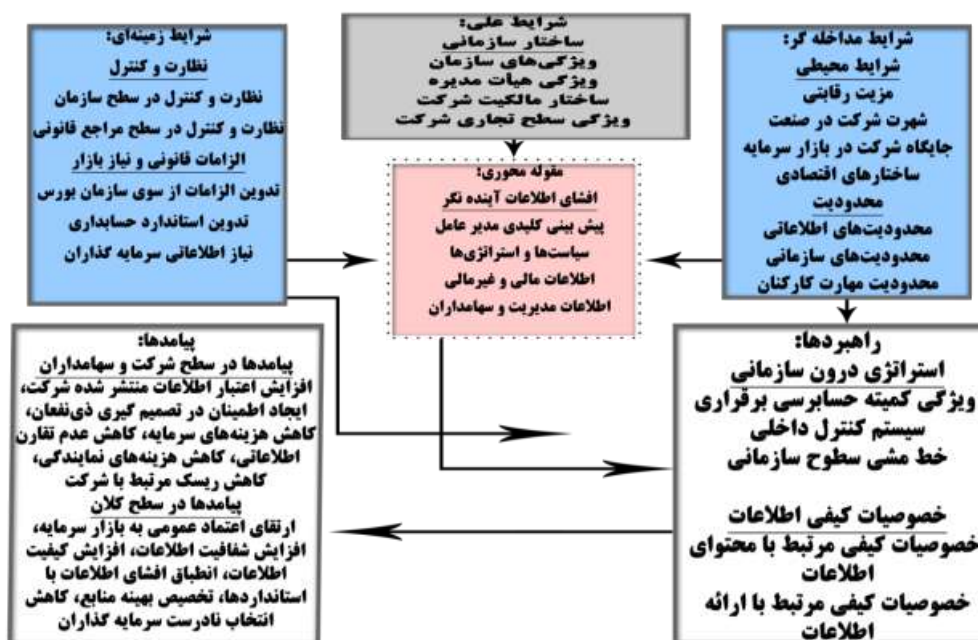 شرایط علی:
ساختار سازمانی
ویژگی‌های سازمان
ویژگی هیأت مدیره
ساختار مالکیت شرکت
ویژگی سطح تجاری شرکت
شرایط مداخله گر:
شرایط محیطی
مزیت رقابتی
شهرت شرکت در صنعت
جایگاه شرکت در بازار سرمایه
ساختارهای اقتصادی
محدودیت
محدودیت‌های اطلاعاتی
محدودیت‌های سازمانی
محدودیت مهارت کارکنان
مقوله محوری:
افشای اطلاعات آینده نگر
پیش بینی کلیدی مدیر عامل
سیاست‌ها و استراتژی‌ها
اطلاعات مالی و غیرمالی
اطلاعات مدیریت و سهامداران
شرایط زمینه‌ای:
نظارت و کنترل
نظارت و کنترل در سطح سازمان
نظارت و کنترل در سطح مراجع قانونی
الزامات قانونی و نیاز بازار
تدوین الزامات از سوی سازمان بورس
تدوین استاندارد حسابداری
نیاز اطلاعاتی سرمایه گذاران
راهبردها:
استراتژی درون سازمانی
ویژگی کمیته حسابرسی برقراری
سیستم کنترل داخلی
خط مشی سطوح سازمانی
خصوصیات کیفی اطلاعات
خصوصیات کیفی مرتبط با محتوای
اطلاعات
خصوصیات کیفی مرتبط با ارائه
اطلاعات
پیامدها:
پیامدها در سطح شرکت و سهامداران
افزایش اعتبار اطلاعات منتشر شده شرکت،
ایجاد اطمینان در تصمیم گیری ذی‌نفعان،
کاهش هزینه‌های سرمایه، کاهش عدم تقارن
اطلاعاتی، کاهش هزینه‌های نمایندگی،
کاهش ریسک مرتبط با شرکت
پیامدها در سطح کلان
ارتقای اعتماد عمومی به بازار سرمایه،
افزایش شفافیت اطلاعات، افزایش کیفیت
اطلاعات، انطباق افشای اطلاعات با
استانداردها، تخصیص بهینه منابع، کاهش
انتخاب نادرست سرمایه گذاران